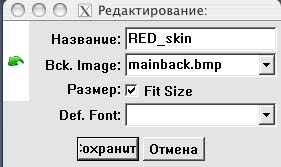 Редактирование:
Название: RED_skin
Bck. Image: mainback.bmp
Размер: Fit Size
Def. Font:
Сохранит Отмена